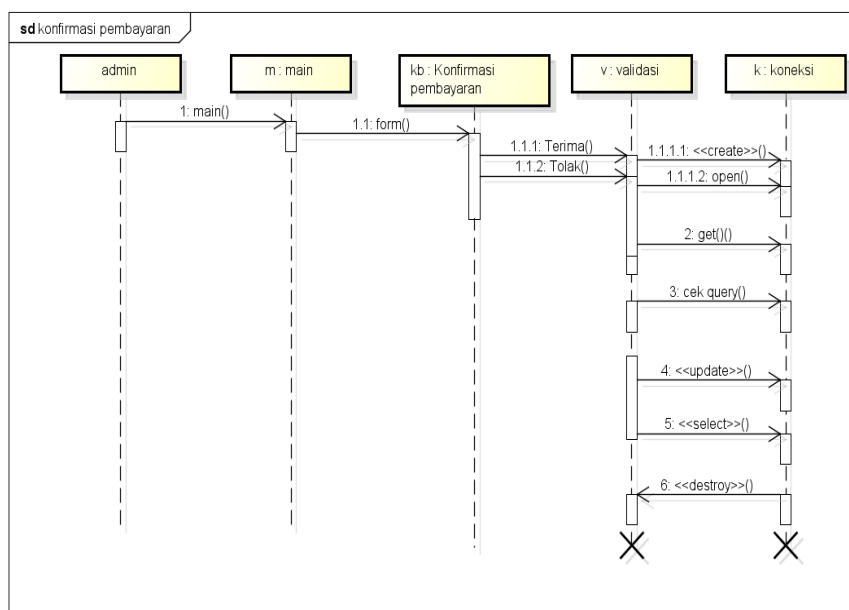 sd konfirmasi pembayaran
admin
m : main
kb : Konfirmasi
pembayaran
v : validasi
k : koneksi
1: main()
1.1: form()
1.1.1: Terima()
1.1.1.1: <<create>>()
1.1.2: Tolak()
1.1.1.2: open()
2: get()()
3: cek query()
4: <<update>>()
5: <<select>>()
6: <<destroy>>()